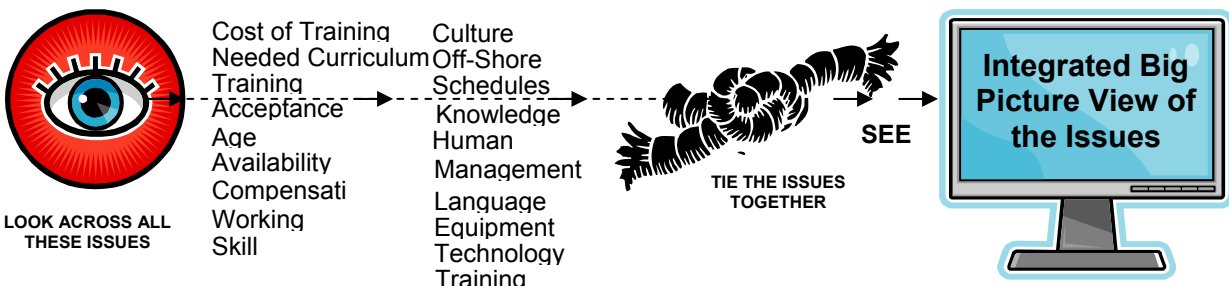 LOOK ACROSS ALL
THESE ISSUES
Cost of Training
Needed Curriculum
Training
Acceptance
Age
Availability
Compensati
Working
Skill
Culture
Off-Shore
Schedules
Knowledge
Human
Management
Language
Equipment
Technology
Training
TIE THE ISSUES
TOGETHER
SEE
Integrated Big
Picture View of
the Issues